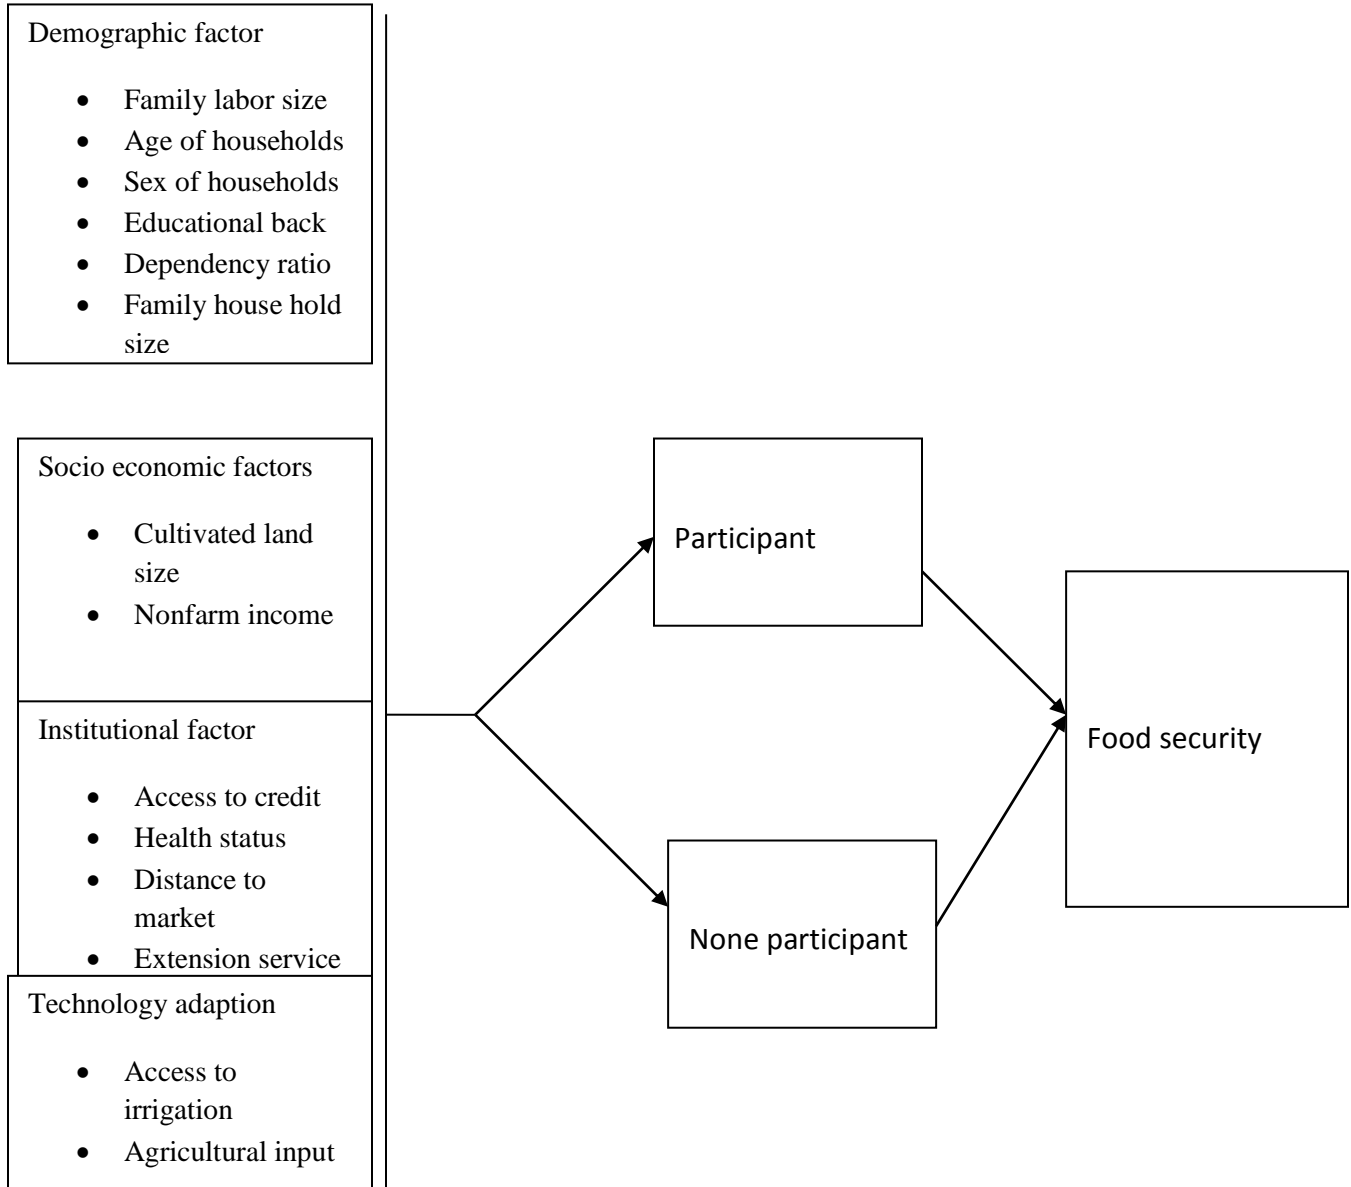 Demographic factor
• Family labor size
• Age of households
• Sex of households
• Educational back
• Dependency ratio
• Family house hold
size
Socio economic factors
• Cultivated land
size
• Nonfarm income
Institutional factor
• Access to credit
• Health status
• Distance to
market
• Extension service
Technology adaption
• Access to
irrigation
• Agricultural input
Participant
None participant
Food security